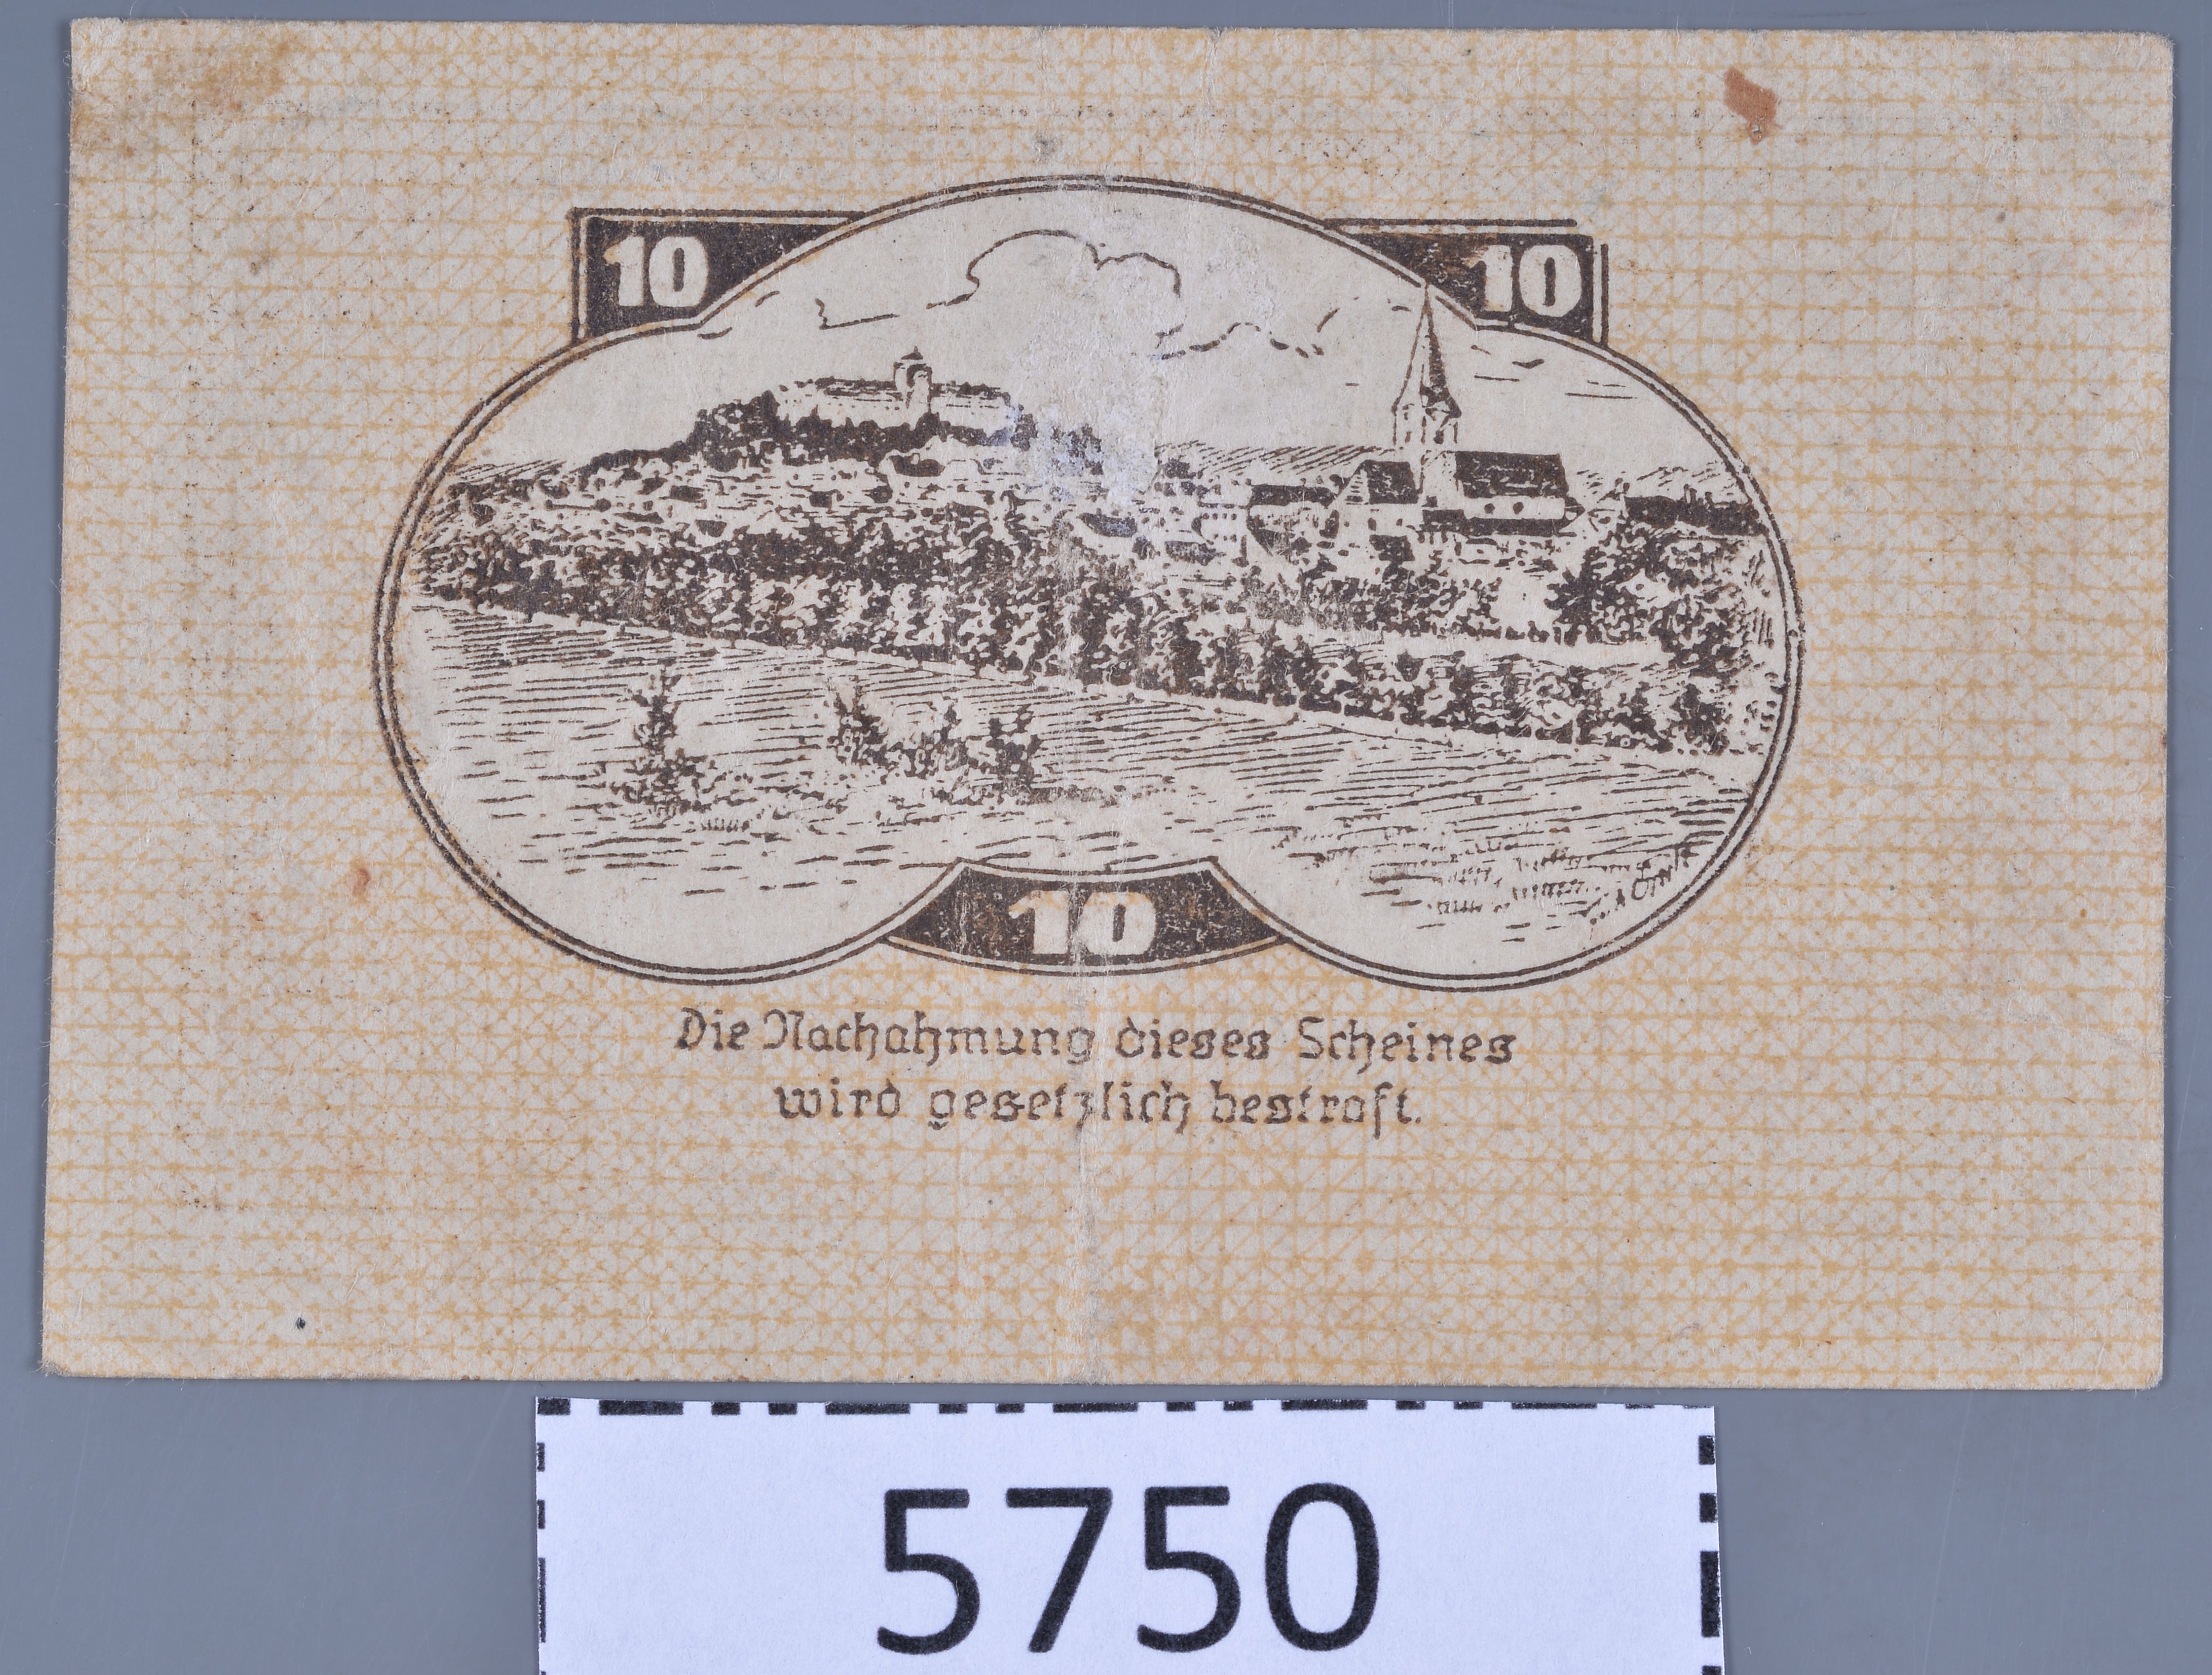 10 10
10
Die Nachahmung dieses Scheines
wird gesetzlich bestraft.
5750